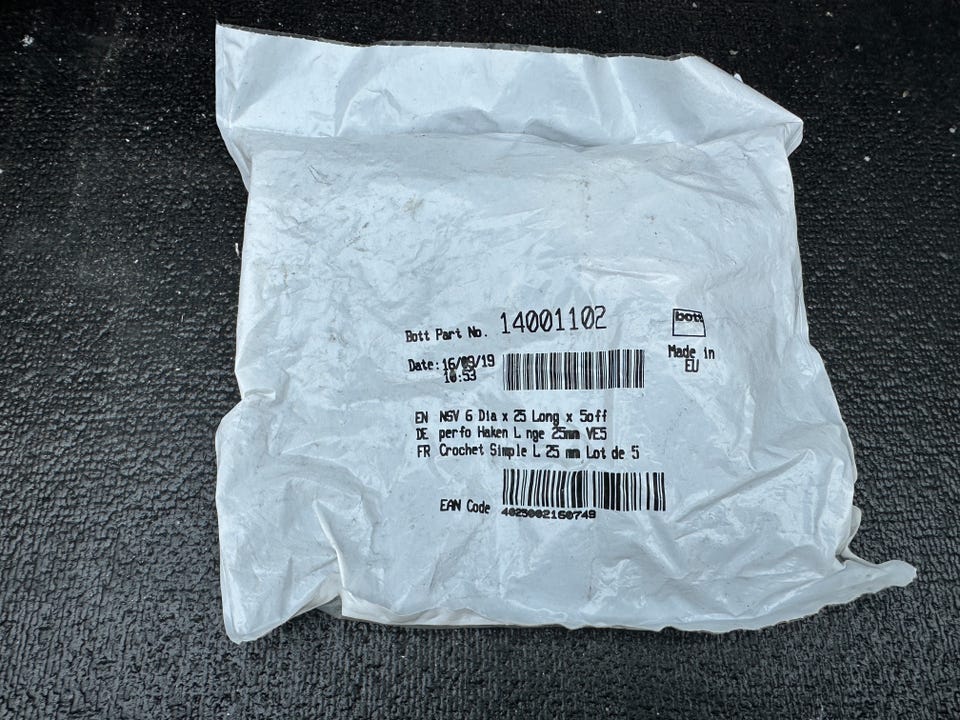 Bott Part No. 14001102
bott
Made in
EU
Date: 16/09/19
10:53
EN NSV 6 Dia x 25 Long x 5off
DE perfo Haken L nge 25mm VE5
FR Crochet Simple L 25 mm Lot de 5
EAN Code 4025002160749